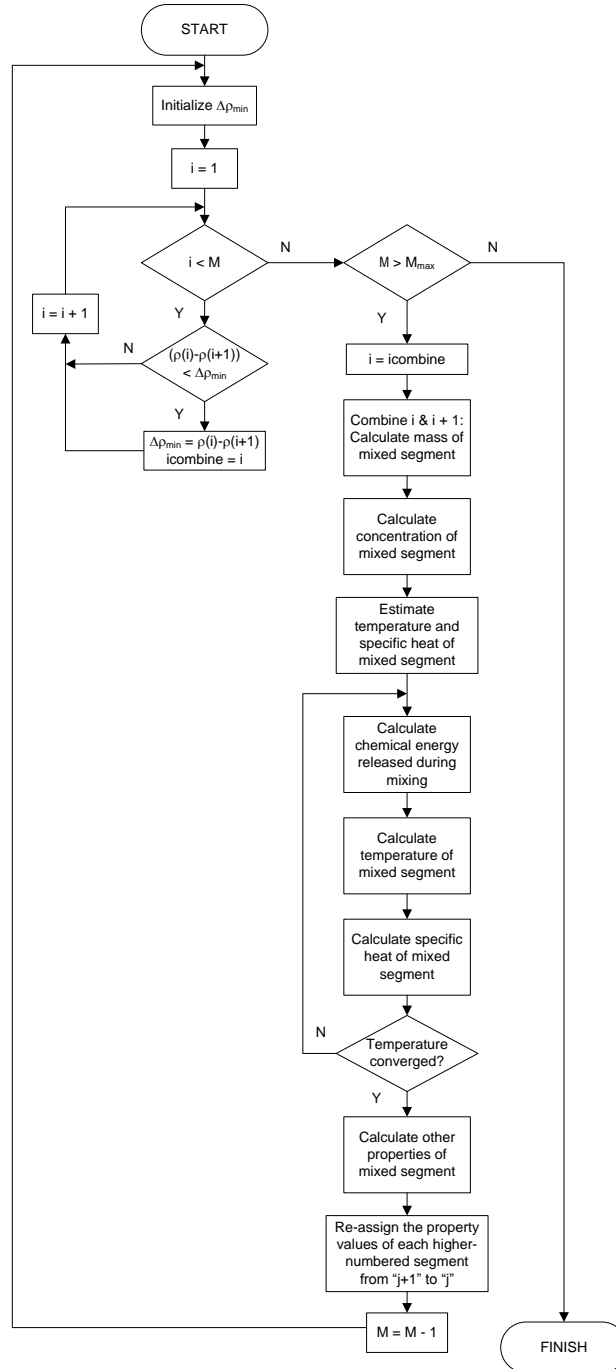 START
Initialize Δρmin
i = 1
i < M
N
M > Mmax
N
Y
Y
i = i + 1
N
(ρ(i)-ρ(i+1))
< Δρmin
Y
Δρmin = ρ(i)-ρ(i+1)
icombine = i
i = icombine
Combine i & i + 1:
Calculate mass of
mixed segment
Calculate
concentration of
mixed segment
Estimate
temperature and
specific heat of
mixed segment
Calculate
chemical energy
released during
mixing
Calculate
temperature of
mixed segment
Calculate specific
heat of mixed
segment
N
Temperature
converged?
Y
Calculate other
properties of
mixed segment
Re-assign the property
values of each higher-
numbered segment
from “j+1” to “j”
M = M - 1
FINISH